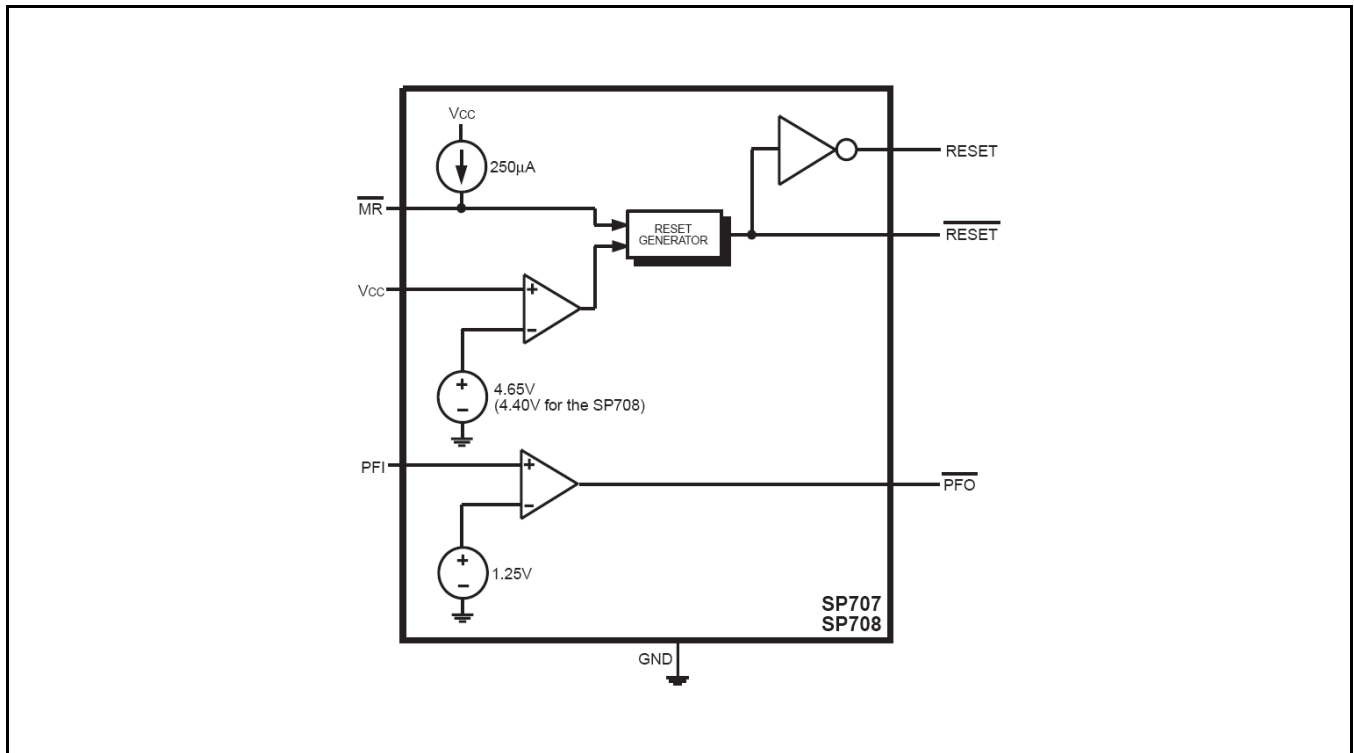 Vcc
250μA
MR
RESET
GENERATOR
RESET
RESET
Vcc
+
−
+
−
4.65V
(4.40V for the SP708)
PFI
+
−
PFO
+
−
1.25V
SP707
SP708
GND